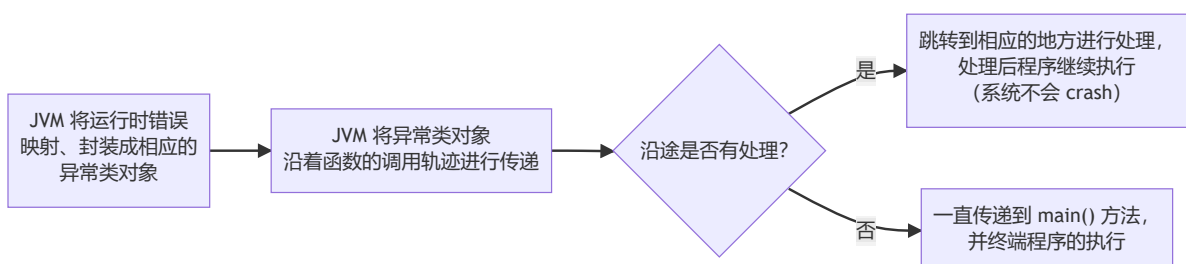 JVM 将运行时错误
映射、封装成相应的
异常类对象
JVM 将异常类对象
沿着函数的调用轨迹进行传递
沿途是否有处理？
是
跳转到相应的地方进行处理，
处理后程序继续执行
（系统不会 crash）
否
一直传递到 main() 方法，
并终端程序的执行